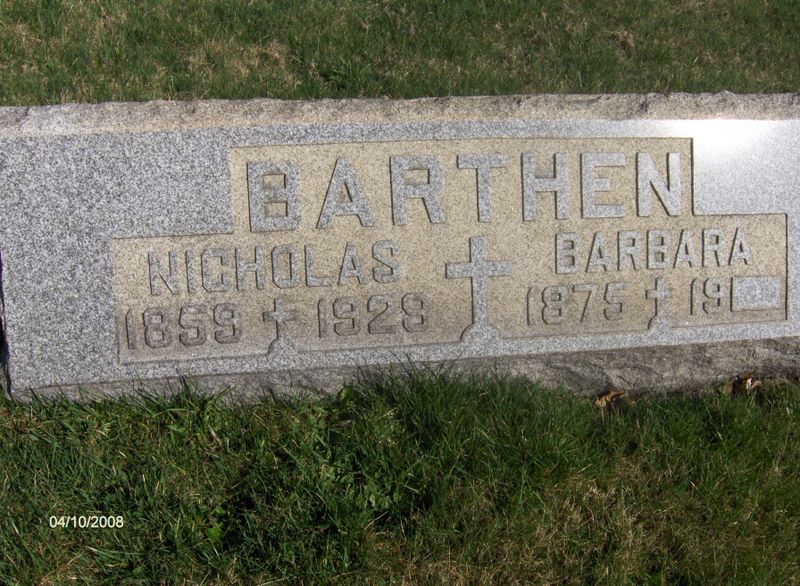 BARTHEN
NICHOLAS BARBARA
1859 1929 1875 19
04/10/2008